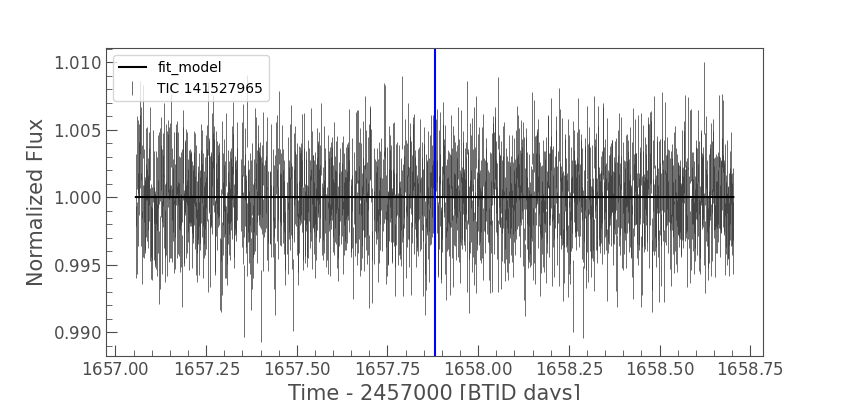 1.010
1.005
1.000
0.995
0.990
Normalized Flux
fit_model
TIC 141527965
1657.00 1657.25 1657.50 1657.75 1658.00 1658.25 1658.50 1658.75
Time - 2457000 [BTJD days]